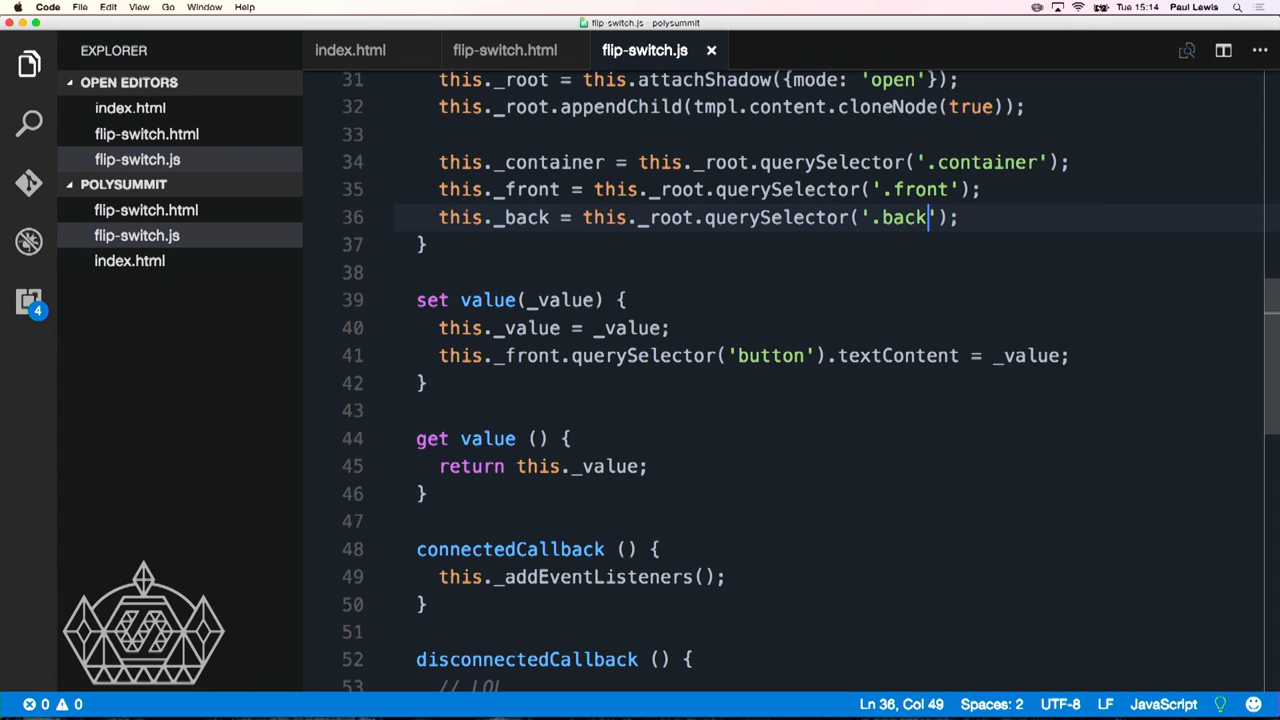 Code File Edit View Go Window Help Tue 15:14 Paul Lewis
flip-switch.js - polysummit
EXPLORER
OPEN EDITORS
index.html
flip-switch.html
flip-switch.js
POLYSUMMIT
flip-switch.html
flip-switch.js
index.html
4
index.html flip-switch.html flip-switch.js
31 this._root = this.attachShadow({mode: 'open'});
32 this._root.appendChild(tmpl.content.cloneNode(true));
33
34 this._container = this._root.querySelector('.container');
35 this._front = this._root.querySelector('.front');
36 this._back = this._root.querySelector('.back');
37 }
38
39 set value(_value) {
40 this._value = _value;
41 this._front.querySelector('button').textContent = _value;
42 }
43
44 get value () {
45 return this._value;
46 }
47
48 connectedCallback () {
49 this._addEventListeners();
50 }
51
52 disconnectedCallback () {
53 // LOL
0 0 Ln 36, Col 49 Spaces: 2 UTF-8 LF JavaScript